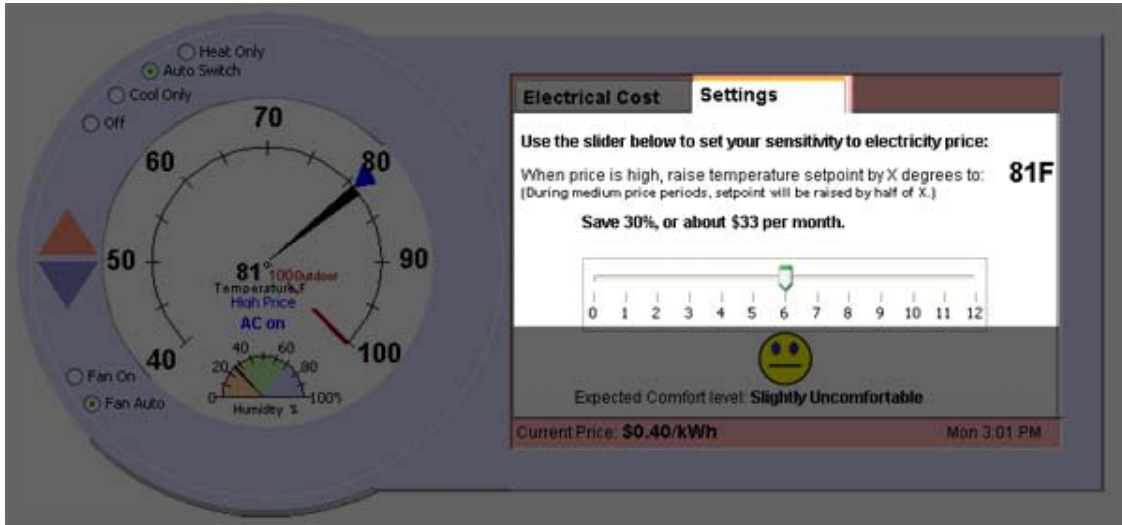 Heat Only
Auto Switch
Cool Only
Off
70
60
80
50
90
81°
100 Outdoor
Temperature, F
High Price
AC on
40
100
40
60
20
80
0
100%
Humidity %
Fan On
Fan Auto
Electrical Cost
Settings
Use the slider below to set your sensitivity to electricity price:
When price is high, raise temperature setpoint by X degrees to: 81F
(During medium price periods, setpoint will be raised by half of X.)
Save 30%, or about $33 per month.
0 1 2 3 4 5 6 7 8 9 10 11 12
Expected Comfort level: Slightly Uncomfortable
Current Price: $0.40/kWh Mon 3:01 PM